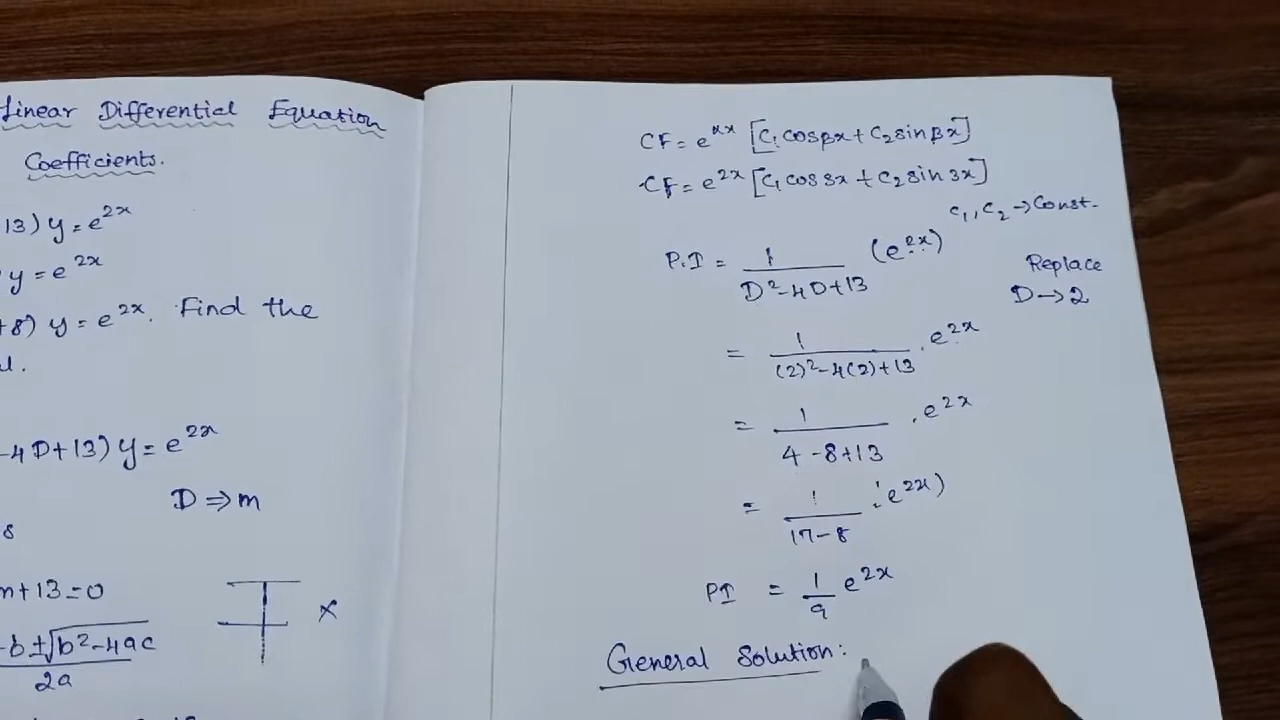 Linear Differential Equation
Coefficients.
13) y = e^2x
y = e^2x
+8) y = e^2x. Find the
l.
-4D+13) y = e^2x
D ⇒ m
8
m+13=0
-b ± √b²-4ac
2a
×
CF = e^αx [C₁ cosβx + C₂ sinβx]
CF = e^2x [C₁ cos3x + C₂ sin3x]
C₁, C₂ → Const.
P.I = 1 / D²-4D+13 (e^2x)
Replace
D → 2
= 1 / (2)²-4(2)+13 . e^2x
= 1 / 4-8+13 . e^2x
= 1 / 17-8 . e^2x)
PI = 1/9 e^2x
General Solution: